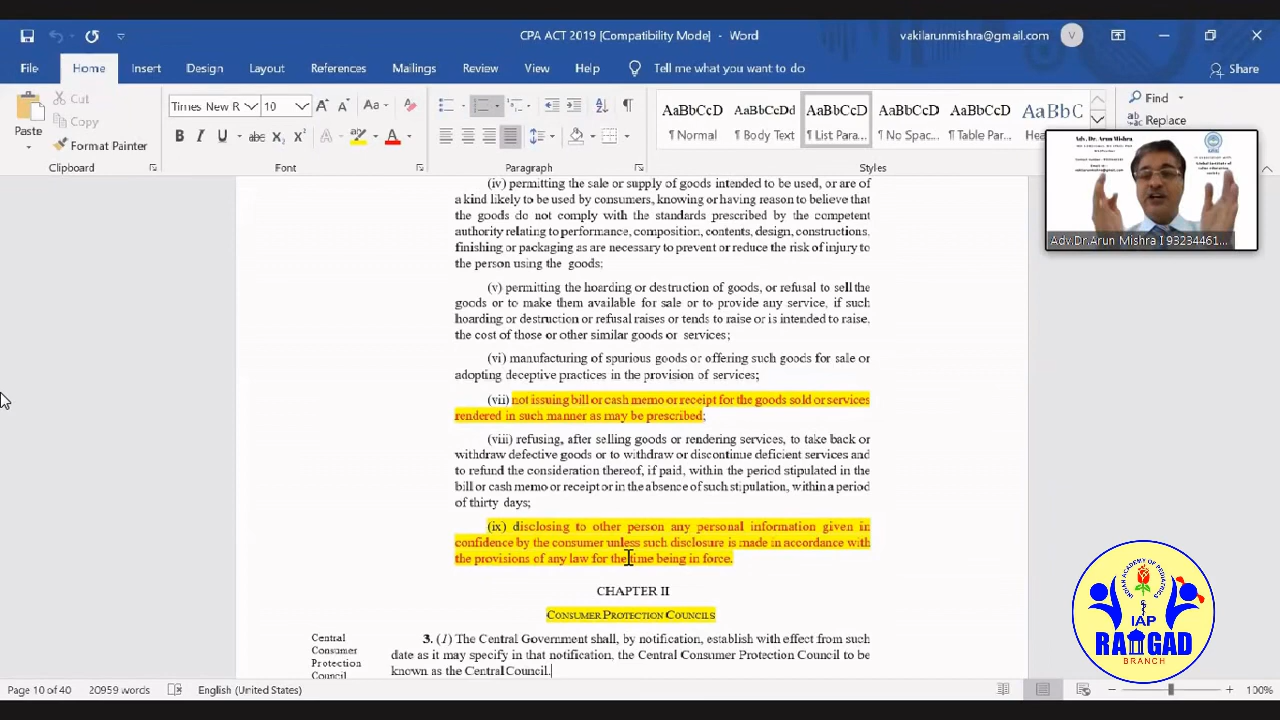 CPA ACT 2019 [Compatibility Mode] - Word
vakilarunmishra@gmail.com
V
File
Home
Insert
Design
Layout
References
Mailings
Review
View
Help
Tell me what you want to do
Share
Paste
Cut
Copy
Format Painter
Clipboard
Times New R
10
Font
Paragraph
AaBbCcD
¶ Normal
AaBbCcDd
¶ Body Text
AaBbCcD
¶ List Para...
AaBbCcD
¶ No Spac...
AaBbCcD
¶ Table Par...
AaBbC
Headi
Styles
Find
Replace
Adv. Dr. Arun Mishra
Adv.Dr.Arun Mishra I 93234461...
(iv) permitting the sale or supply of goods intended to be used, or are of
a kind likely to be used by consumers, knowing or having reason to believe that
the goods do not comply with the standards prescribed by the competent
authority relating to performance, composition, contents, design, constructions,
finishing or packaging as are necessary to prevent or reduce the risk of injury to
the person using the goods;
(v) permitting the hoarding or destruction of goods, or refusal to sell the
goods or to make them available for sale or to provide any service, if such
hoarding or destruction or refusal raises or tends to raise or is intended to raise,
the cost of those or other similar goods or services;
(vi) manufacturing of spurious goods or offering such goods for sale or
adopting deceptive practices in the provision of services;
(vii) not issuing bill or cash memo or receipt for the goods sold or services
rendered in such manner as may be prescribed;
(viii) refusing, after selling goods or rendering services, to take back or
withdraw defective goods or to withdraw or discontinue deficient services and
to refund the consideration thereof, if paid, within the period stipulated in the
bill or cash memo or receipt or in the absence of such stipulation, within a period
of thirty days;
(ix) disclosing to other person any personal information given in
confidence by the consumer unless such disclosure is made in accordance with
the provisions of any law for the time being in force.
CHAPTER II
CONSUMER PROTECTION COUNCILS
Central
Consumer
Protection
Council
3. (1) The Central Government shall, by notification, establish with effect from such
date as it may specify in that notification, the Central Consumer Protection Council to be
known as the Central Council.
INDIAN ACADEMY OF PEDIATRICS
IAP
RAIGAD
BRANCH
Page 10 of 40
20959 words
English (United States)
100%